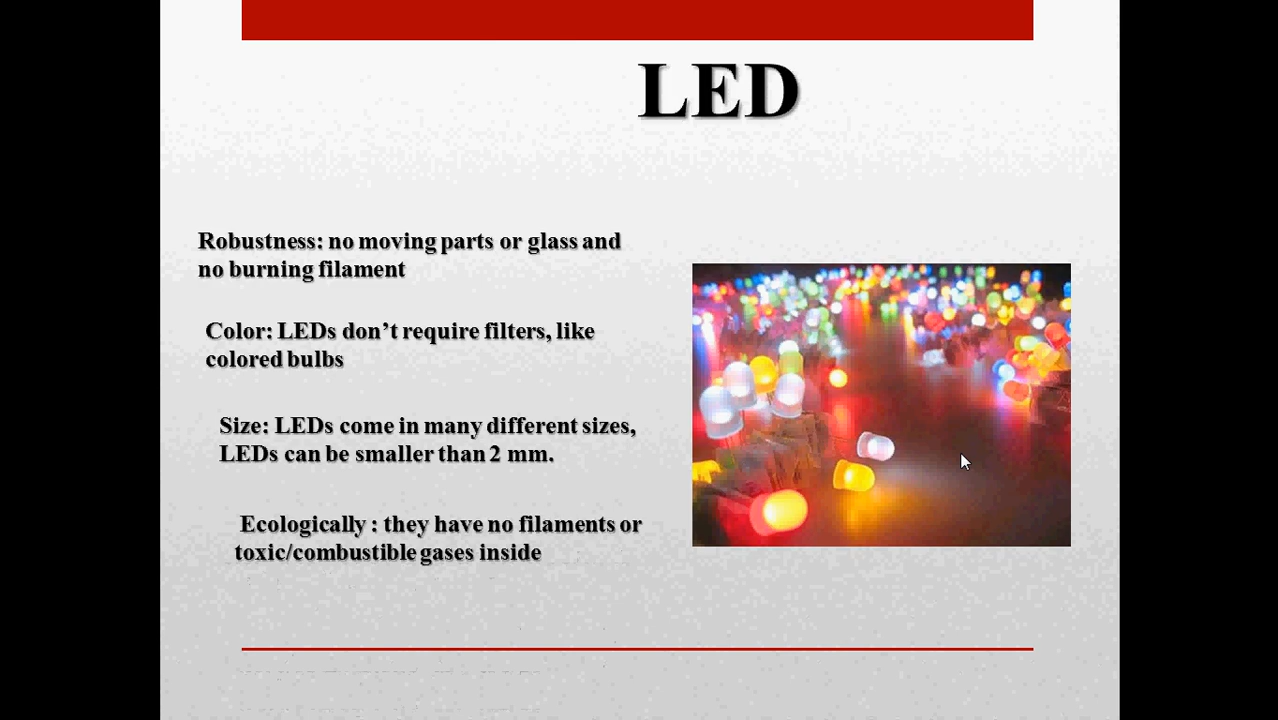 LED
Robustness: no moving parts or glass and
no burning filament
Color: LEDs don’t require filters, like
colored bulbs
Size: LEDs come in many different sizes,
LEDs can be smaller than 2 mm.
Ecologically : they have no filaments or
toxic/combustible gases inside